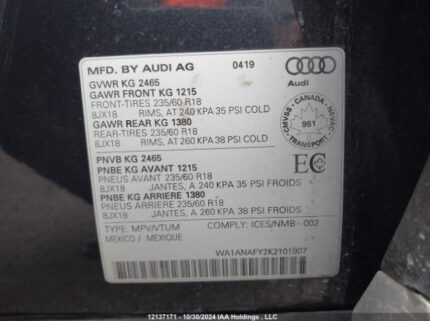 MFD. BY AUDI AG 0419
Audi
GVWR KG 2465
GAWR FRONT KG 1215
FRONT-TIRES 235/60 R18
8JX18 RIMS, AT 240 KPA 35 PSI COLD
GAWR REAR KG 1380
REAR-TIRES 235/60 R18
8JX18 RIMS, AT 260 KPA 38 PSI COLD
CANADA
CMVSS NSVAC
961
TRANSPORT
PNVB KG 2465
PNBE KG AVANT 1215
PNEUS AVANT 235/60 R18
8JX18 JANTES, A 240 KPA 35 PSI FROIDS
PNBE KG ARRIERE 1380
PNEUS ARRIERE 235/60 R18
8JX18 JANTES, A 260 KPA 38 PSI FROIDS
EC
TYPE: MPV/VTUM COMPLY: ICES/NMB - 002
MEXICO / MEXIQUE
WA1ANAFY2K2101907
12137171 - 10/30/2024 IAA Holdings, LLC